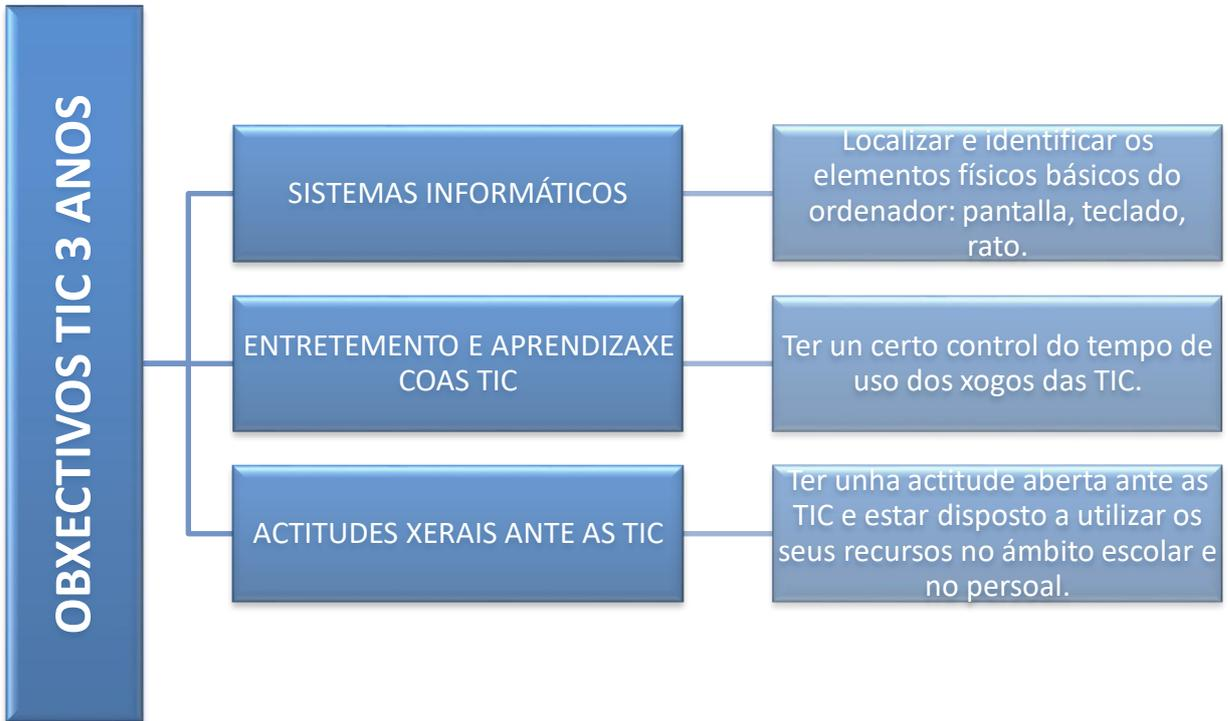 OBXECTIVOS TIC 3 ANOS
SISTEMAS INFORMÁTICOS
Localizar e identificar os
elementos físicos básicos do
ordenador: pantalla, teclado,
rato.
ENTRETEMENTO E APRENDIZAXE
COAS TIC
Ter un certo control do tempo de
uso dos xogos das TIC.
ACTITUDES XERAIS ANTE AS TIC
Ter unha actitude aberta ante as
TIC e estar disposto a utilizar os
seus recursos no ámbito escolar e
no persoal.